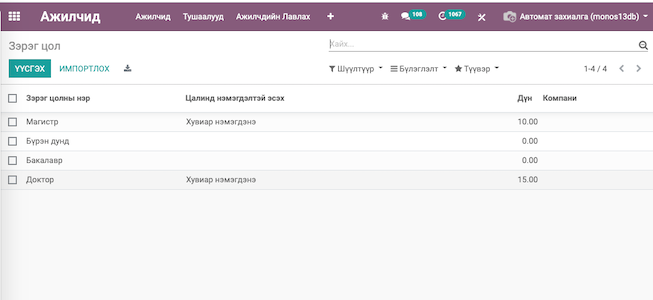 Ажилчид Ажилчид Тушаалууд Ажилчдийн Лавлах 108 1067 Автомат захиалга (monos13db)
Зэрэг цол Хайх...
ҮҮСГЭХ ИМПОРТЛОХ Шүүлтүүр Бүлэглэлт Түүвэр 1-4 / 4
Зэрэг цолны нэр Цалинд нэмэгдэлтэй эсэх Дүн Компани
Магистр Хувиар нэмэгдэнэ 10.00
Бүрэн дунд 0.00
Бакалавр 0.00
Доктор Хувиар нэмэгдэнэ 15.00